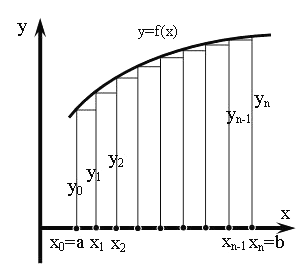 y
y=f(x)
yₙ
yₙ₋₁
y₂
y₁
y₀
x
x₀=a x₁ x₂ xₙ₋₁ xₙ=b